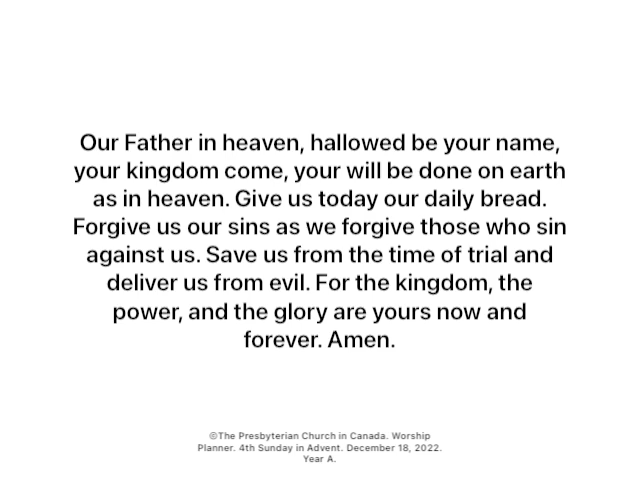 Our Father in heaven, hallowed be your name,
your kingdom come, your will be done on earth
as in heaven. Give us today our daily bread.
Forgive us our sins as we forgive those who sin
against us. Save us from the time of trial and
deliver us from evil. For the kingdom, the
power, and the glory are yours now and
forever. Amen.
©The Presbyterian Church in Canada. Worship
Planner. 4th Sunday in Advent. December 18, 2022.
Year A.